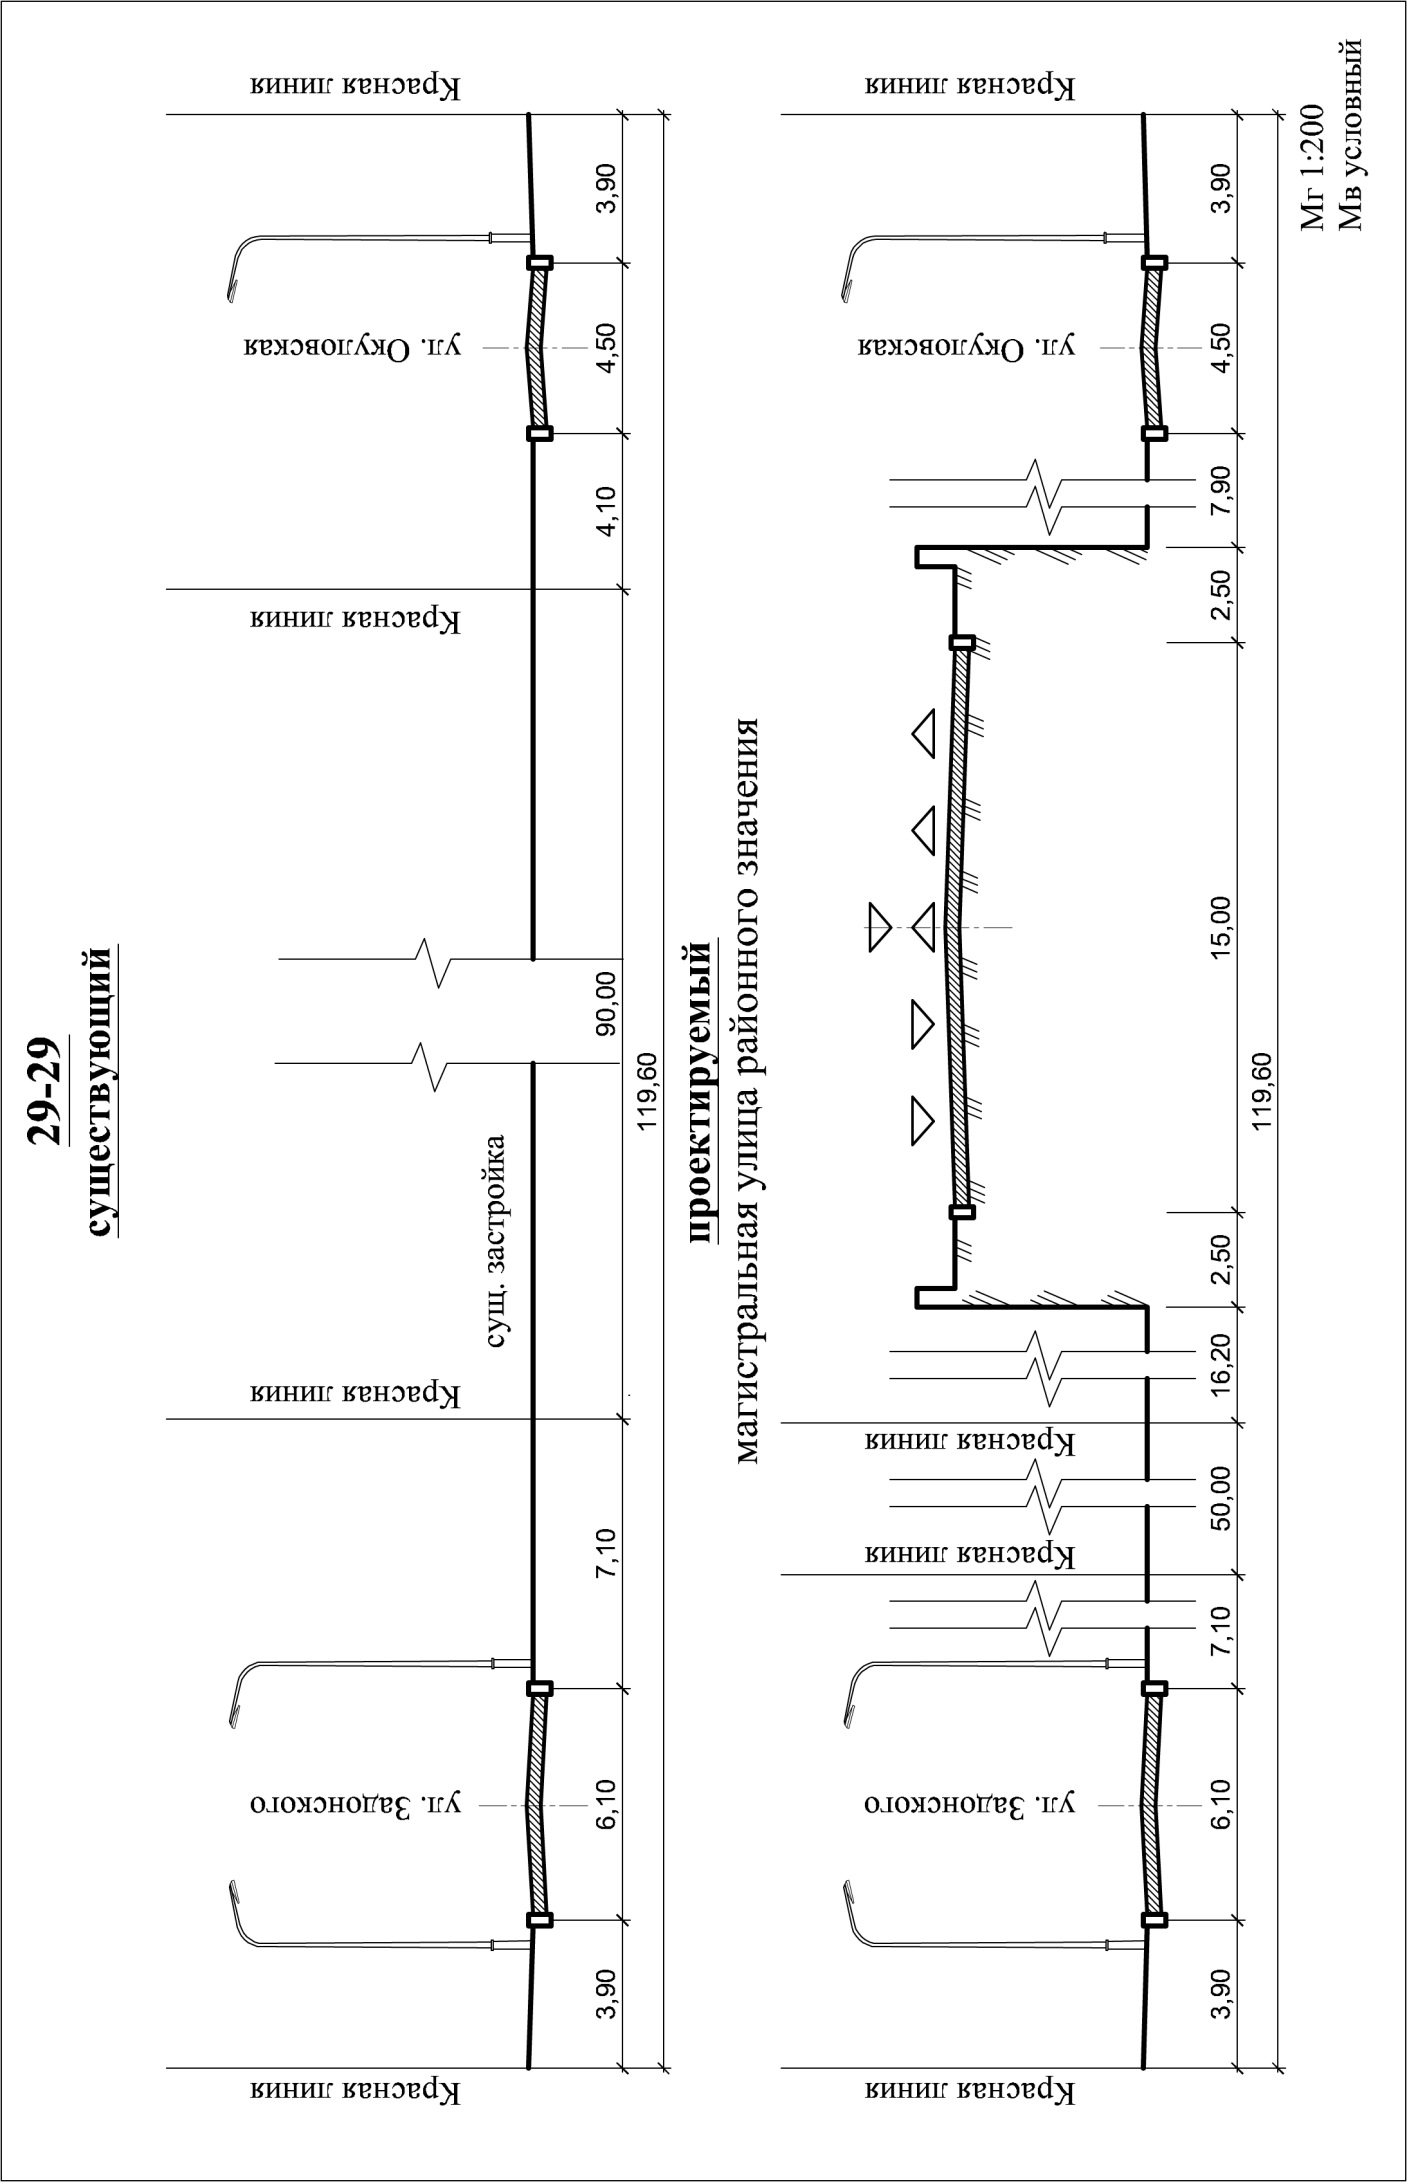 29-29
существующий
Красная линия
ул. Задонского
Красная линия
сущ. застройка
Красная линия
ул. Окуловская
Красная линия
3,90
6,10
7,10
90,00
4,10
4,50
3,90
119,60
проектируемый
магистральная улица районного значения
Красная линия
ул. Задонского
Красная линия
Красная линия
ул. Окуловская
Красная линия
3,90
6,10
7,10
50,00
16,20
2,50
15,00
2,50
7,90
4,50
3,90
119,60
Мг 1:200
Мв условный